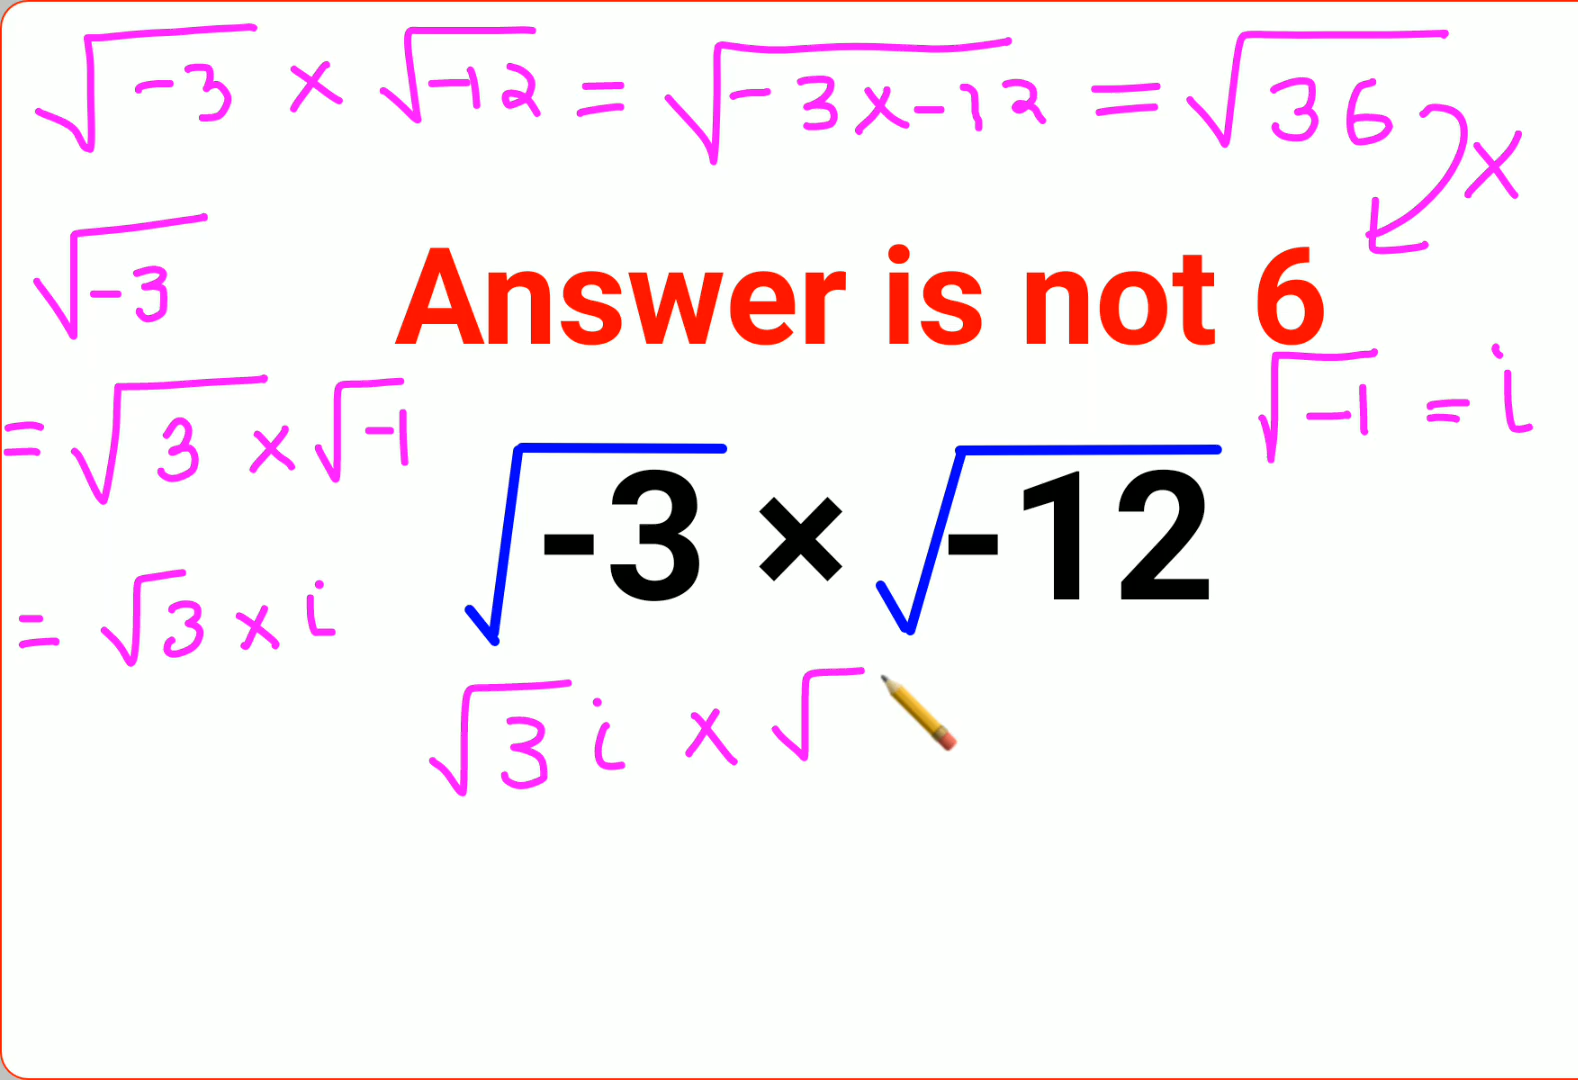 √-3 × √-12 = √-3×-12 = √36 ×
√-3
Answer is not 6
√-1 = i
= √3 × √-1
√-3 × √-12
= √3 × i
√3 i × √